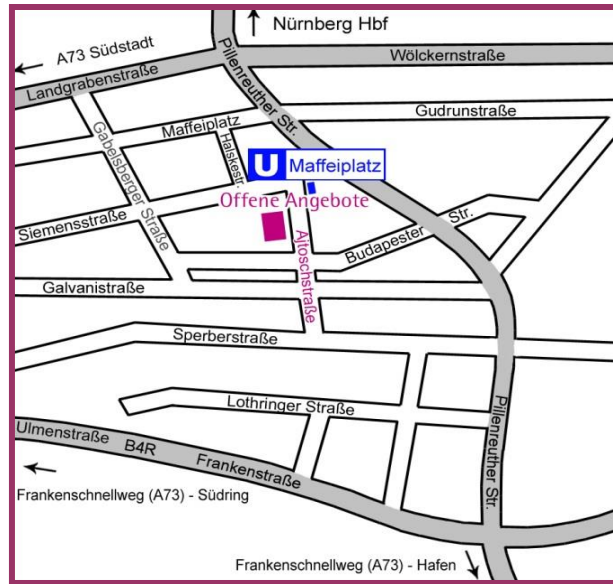 Nürnberg Hbf
A73 Südstadt
Pillenreuther Str.
Wölckernstraße
Landgrabenstraße
Gudrunstraße
Maffeiplatz
Gabelsberger Straße
Halskestr.
U Maffeiplatz
Offene Angebote
Siemensstraße
Ajtoschstraße
Budapester Str.
Galvanistraße
Sperberstraße
Lothringer Straße
Pillenreuther Str.
Ulmenstraße B4R Frankenstraße
Frankenschnellweg (A73) - Südring
Frankenschnellweg (A73) - Hafen